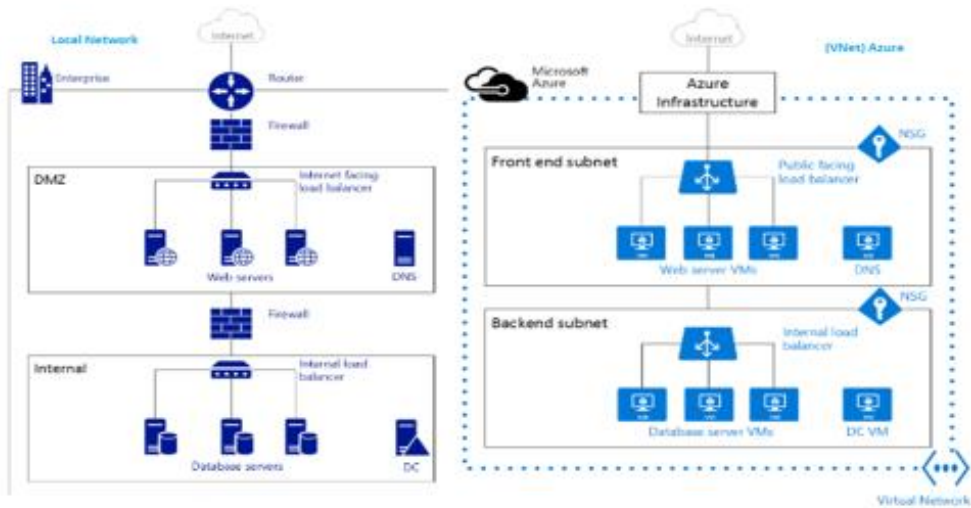 Local Network
Internet
Enterprise
Router
Firewall
DMZ
Internet facing
load balancer
Web servers
DNS
Firewall
Internal
Internal load
balancer
Database servers
DC
Internet
(VNet) Azure
Microsoft
Azure
Azure
Infrastructure
NSG
Front end subnet
Public facing
load balancer
Web server VMs
DNS
NSG
Backend subnet
Internal load
balancer
Database server VMs
DC VM
Virtual Network